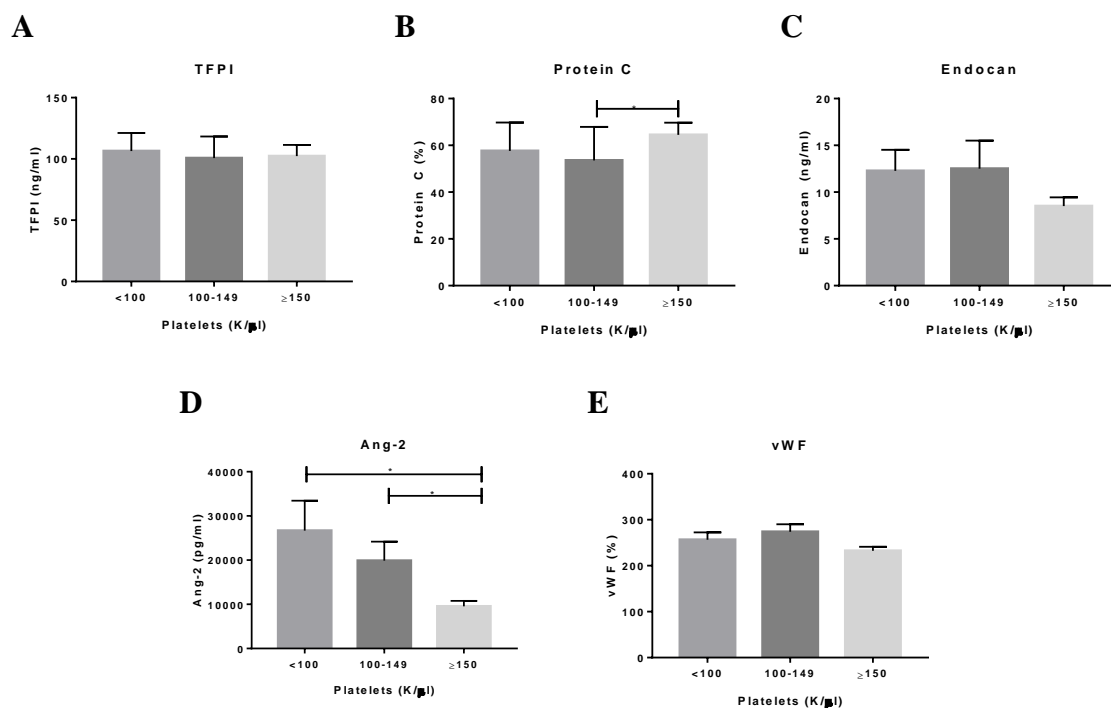 A
TFPI
TFPI (ng/ml)
150
100
50
0
<100 100-149 ≥150
Platelets (K/μl)
B
Protein C
Protein C (%)
80
60
40
20
0
*
<100 100-149 ≥150
Platelets (K/μl)
C
Endocan
Endocan (ng/ml)
20
15
10
5
0
<100 100-149 ≥150
Platelets (K/μl)
D
Ang-2
Ang-2 (pg/ml)
40000
30000
20000
10000
0
*
*
<100 100-149 ≥150
Platelets (K/μl)
E
vWF
vWF (%)
400
300
200
100
0
<100 100-149 ≥150
Platelets (K/μl)